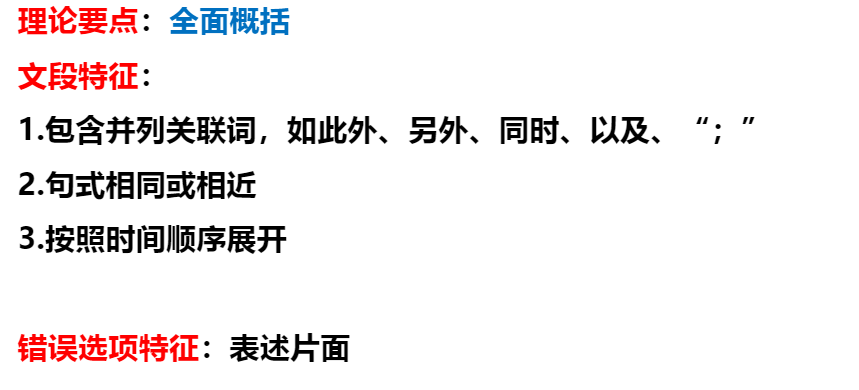 理论要点：全面概括
文段特征：
1.包含并列关联词，如此外、另外、同时、以及、“；”
2.句式相同或相近
3.按照时间顺序展开
错误选项特征：表述片面